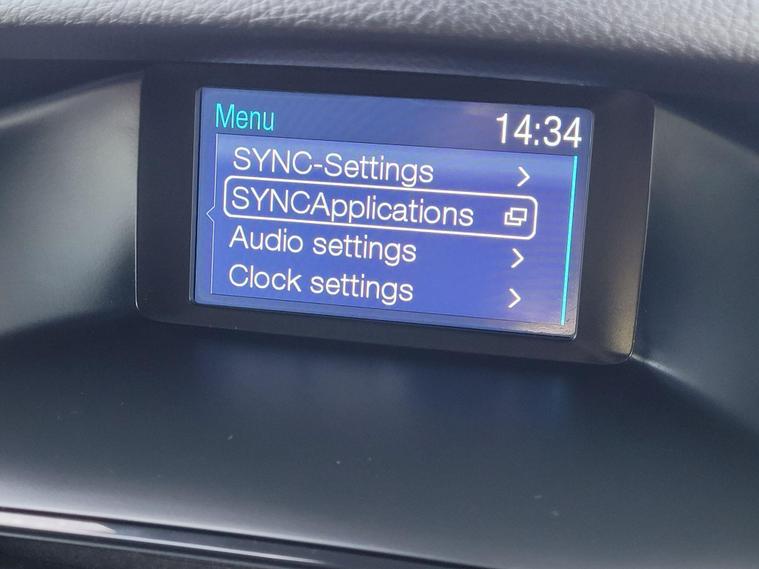 Menu 14:34
SYNC-Settings
SYNCApplications
Audio settings
Clock settings